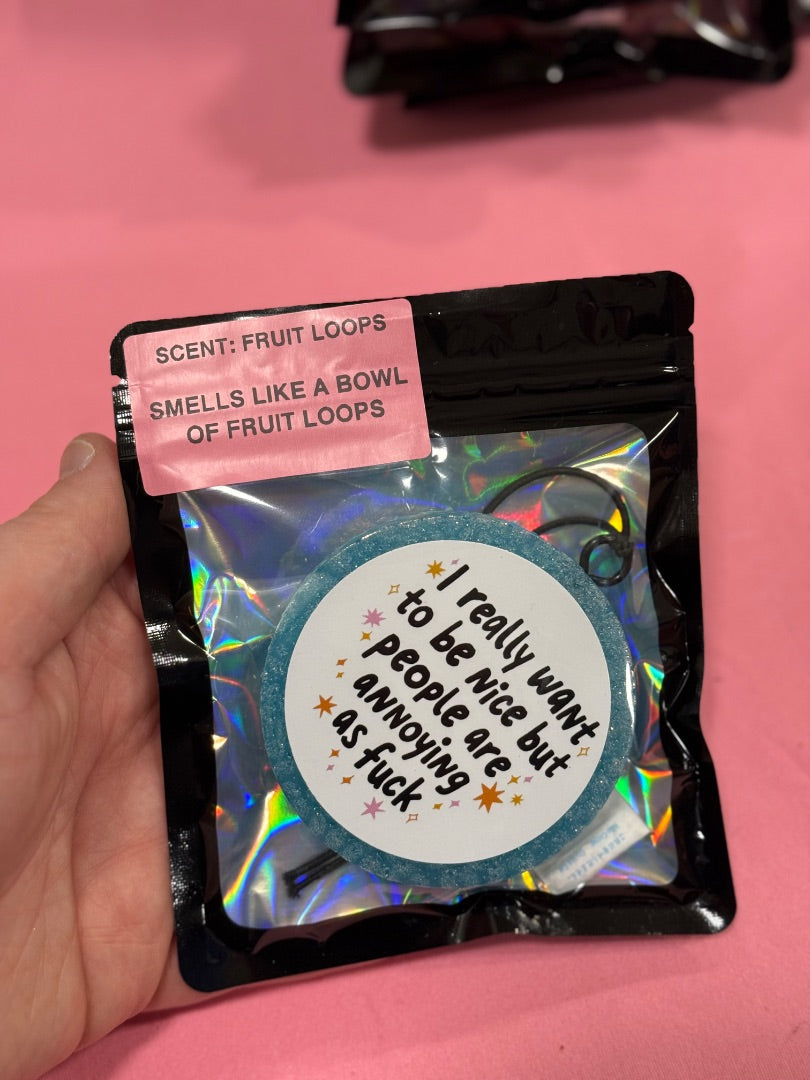 SCENT: FRUIT LOOPS
SMELLS LIKE A BOWL
OF FRUIT LOOPS
I really want
to be nice but
people are
annoying
as fuck